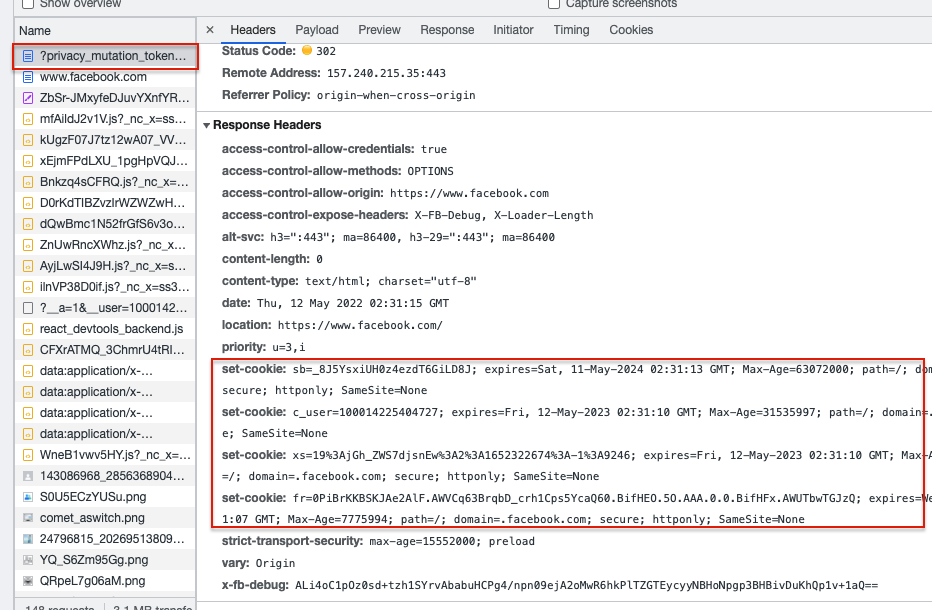 Show overview
Capture screenshots
Name
Headers Payload Preview Response Initiator Timing Cookies
?privacy_mutation_token…
www.facebook.com
ZbSr-JMxyfeDJuvYXnfYR…
mfAildJ2v1V.js?_nc_x=ss…
kUgzF07J7tz12wA07_VV…
xEjmFPdLXU_1pgHpVQJ…
Bnkzq4sCFRQ.js?_nc_x=…
D0rKdTIBZvzlrWZWZwH…
dQwBmc1N52frGfS6v3o…
ZnUwRncXWhz.js?_nc_x…
AyjLwSI4J9H.js?_nc_x=s…
ilnVP38D0if.js?_nc_x=ss3…
?__a=1&__user=1000142…
react_devtools_backend.js
CFXrATMQ_3ChmrU4tRI…
data:application/x-…
data:application/x-…
data:application/x-…
data:application/x-…
WneB1vwv5HY.js?_nc_x=…
143086968_2856368904…
S0U5ECzYUSu.png
comet_aswitch.png
24796815_20269513809…
YQ_S6Zm95Gg.png
QRpeL7g06aM.png
148 requests 3.1 MB transfe
Status Code: 302
Remote Address: 157.240.215.35:443
Referrer Policy: origin-when-cross-origin
Response Headers
access-control-allow-credentials: true
access-control-allow-methods: OPTIONS
access-control-allow-origin: https://www.facebook.com
access-control-expose-headers: X-FB-Debug, X-Loader-Length
alt-svc: h3=":443"; ma=86400, h3-29=":443"; ma=86400
content-length: 0
content-type: text/html; charset="utf-8"
date: Thu, 12 May 2022 02:31:15 GMT
location: https://www.facebook.com/
priority: u=3,i
set-cookie: sb=_8J5YsxiUH0z4ezdT6GiLD8J; expires=Sat, 11-May-2024 02:31:13 GMT; Max-Age=63072000; path=/; dom
secure; httponly; SameSite=None
set-cookie: c_user=100014225404727; expires=Fri, 12-May-2023 02:31:10 GMT; Max-Age=31535997; path=/; domain=.
e; SameSite=None
set-cookie: xs=19%3AjGh_ZWS7djsnEw%3A2%3A1652322674%3A-1%3A9246; expires=Fri, 12-May-2023 02:31:10 GMT; Max-A
=/; domain=.facebook.com; secure; httponly; SameSite=None
set-cookie: fr=0PiBrKKBSKJAe2AlF.AWVCq63BrqbD_crh1Cps5YcaQ60.BifHEO.5O.AAA.0.0.BifHFx.AWUTbwTGJzQ; expires=We
1:07 GMT; Max-Age=7775994; path=/; domain=.facebook.com; secure; httponly; SameSite=None
strict-transport-security: max-age=15552000; preload
vary: Origin
x-fb-debug: ALi4oC1pOz0sd+tzh1SYrvAbabuHCPg4/npn09ejA2oMwR6hkPlTZGTEycyyNBHoNpgp3BHBivDuKhQp1v+1aQ==